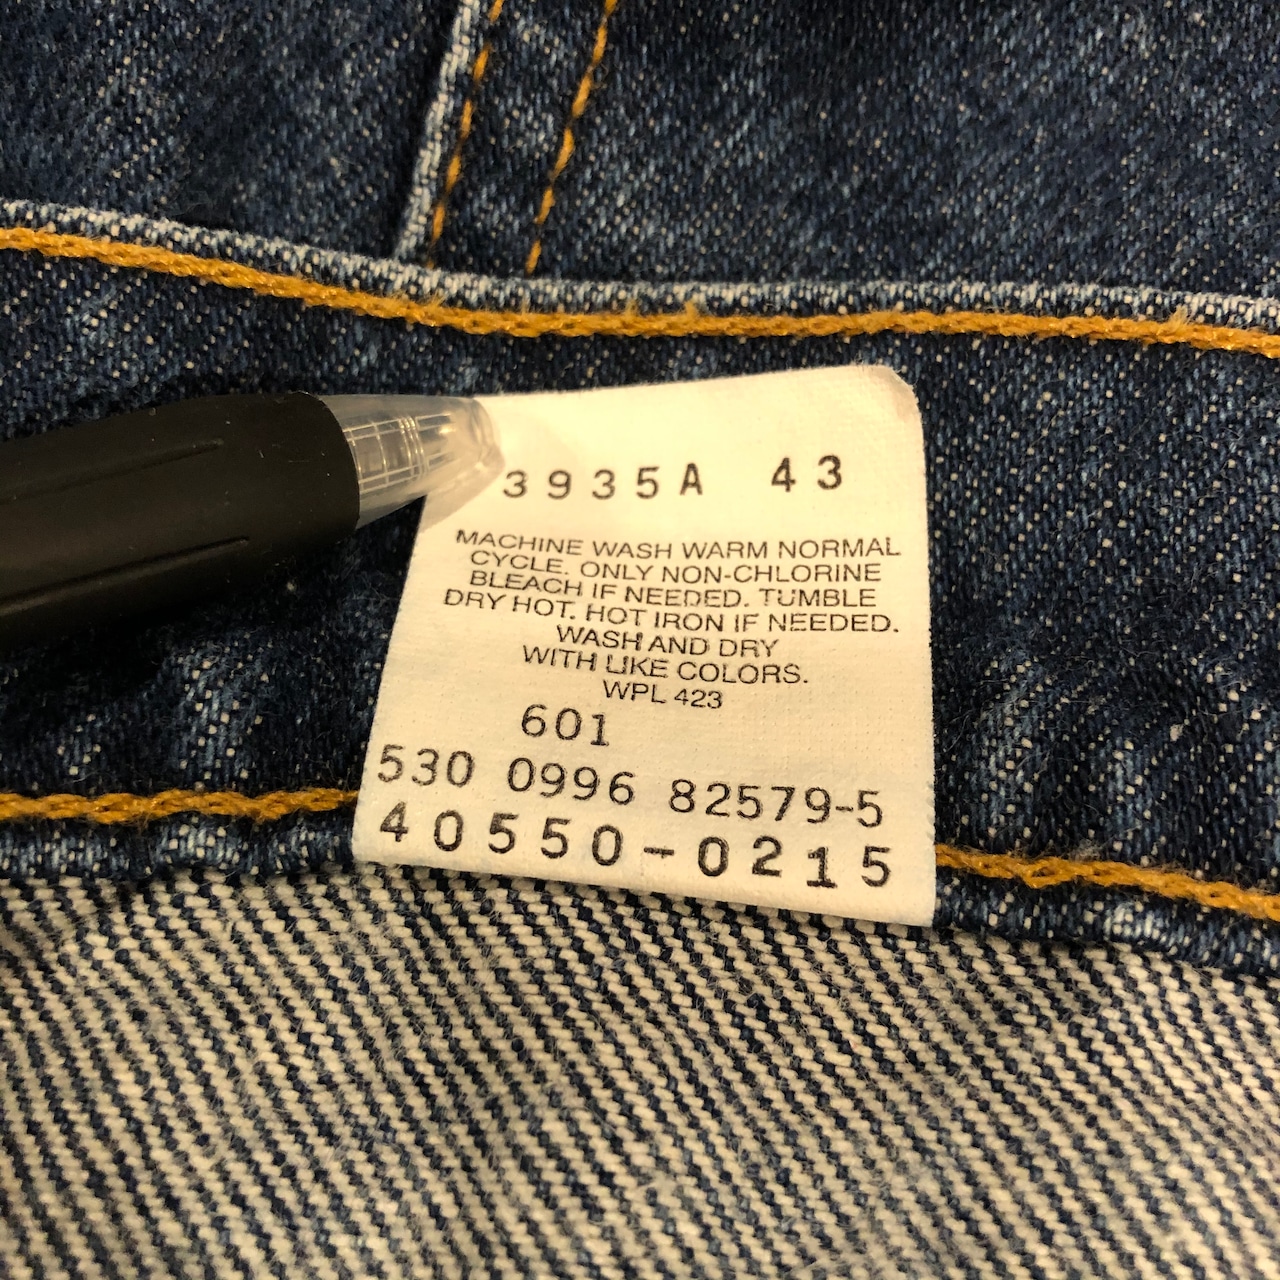 3935A 43
MACHINE WASH WARM NORMAL
CYCLE. ONLY NON-CHLORINE
BLEACH IF NEEDED. TUMBLE
DRY HOT. HOT IRON IF NEEDED.
WASH AND DRY
WITH LIKE COLORS.
WPL 423
601
530 0996 82579-5
40550-0215